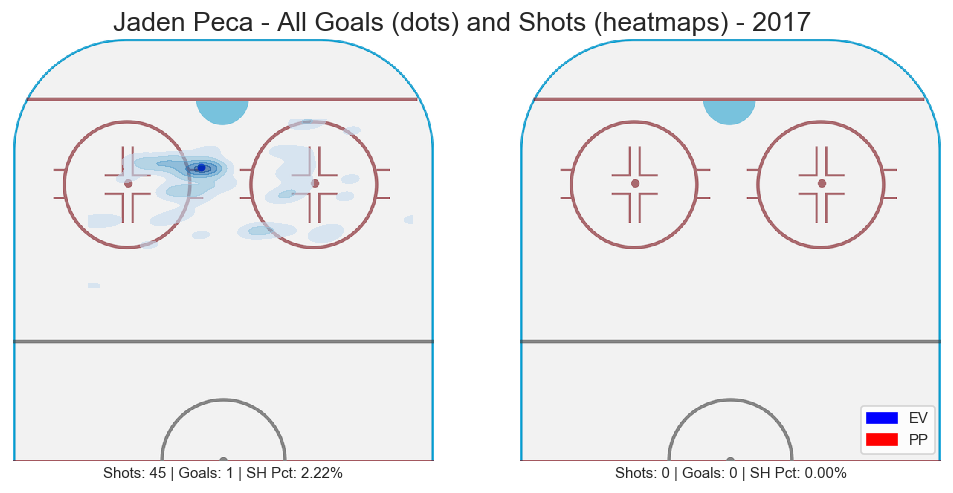 Jaden Peca - All Goals (dots) and Shots (heatmaps) - 2017
EV
PP
Shots: 45 | Goals: 1 | SH Pct: 2.22%
Shots: 0 | Goals: 0 | SH Pct: 0.00%